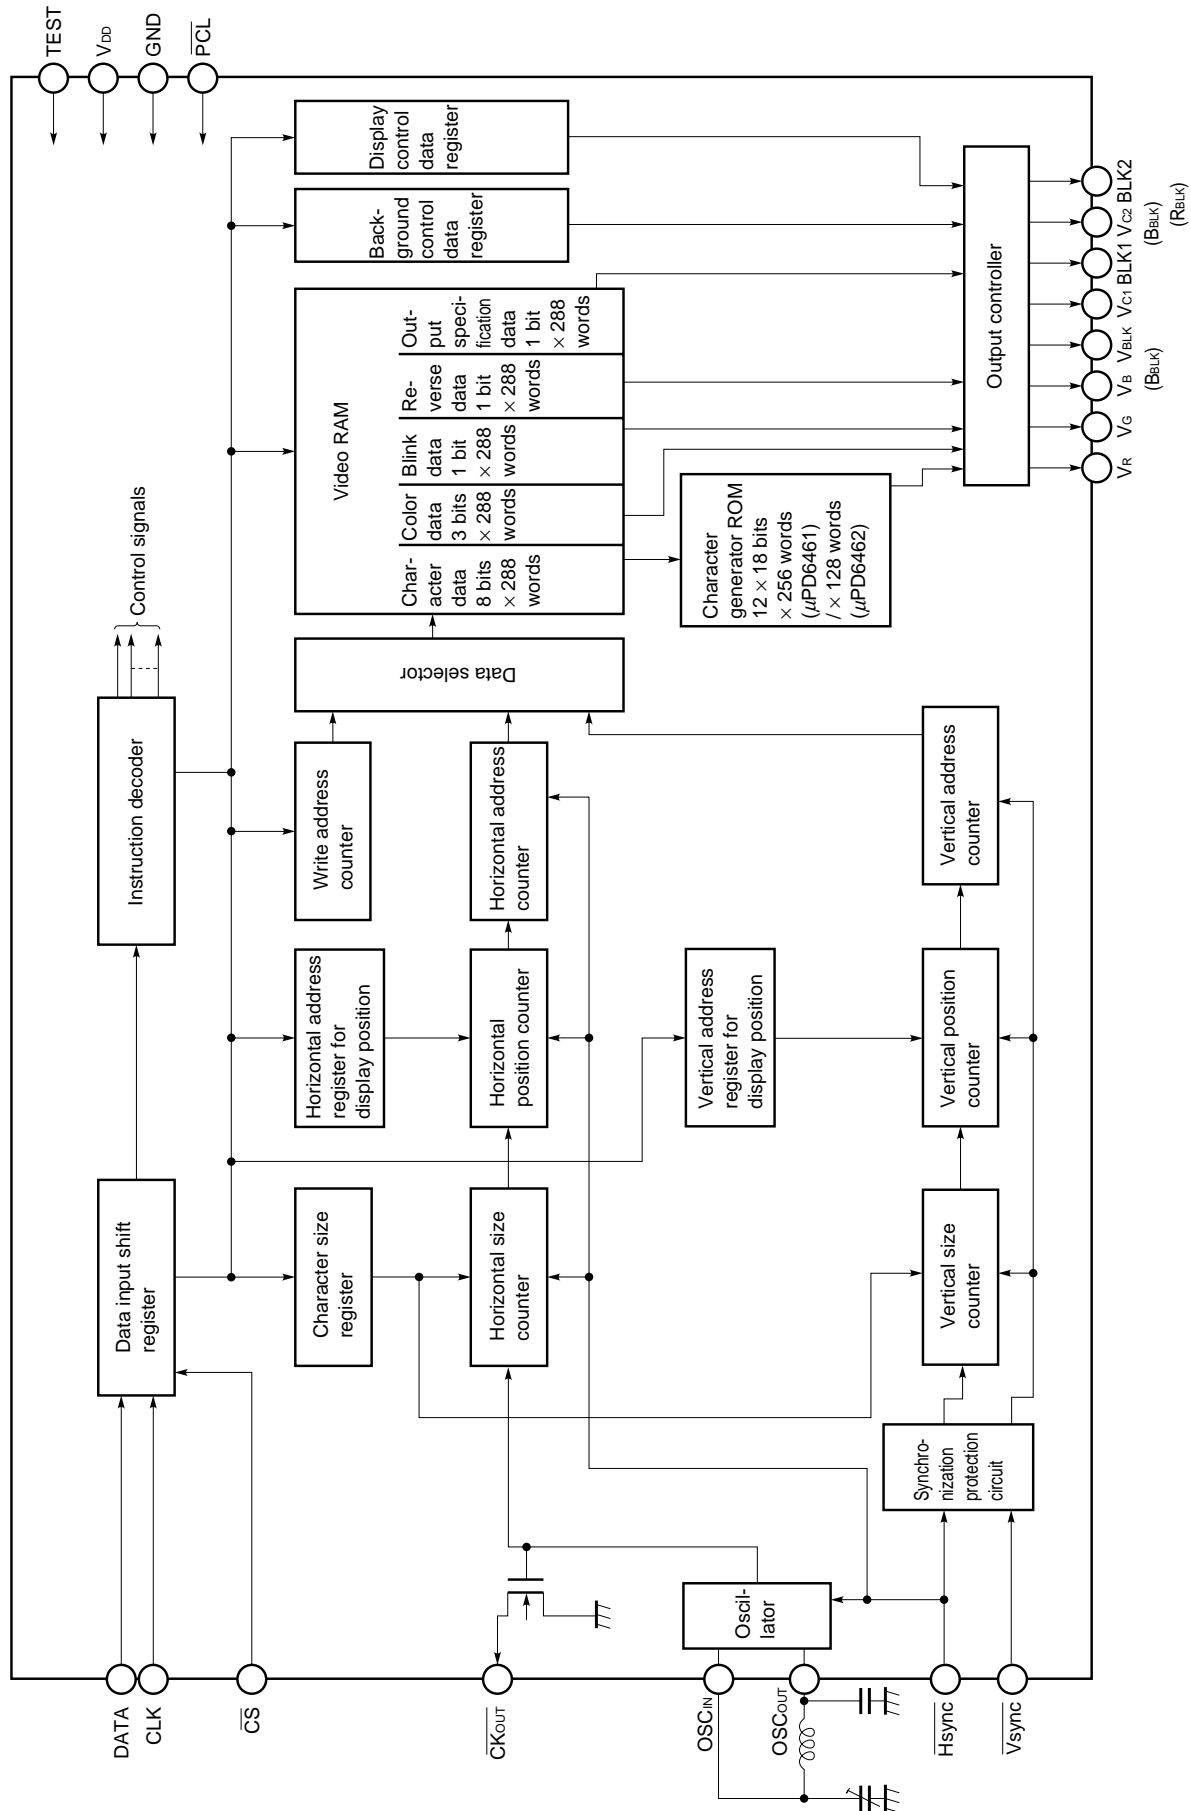 DATA
CLK
CS
CKOUT
OSCIN
OSCOUT
Hsync
Vsync
Data input shift
register
Instruction decoder
Control signals
TEST
VDD
GND
PCL
Character size
register
Horizontal address
register for
display position
Write address
counter
Horizontal size
counter
Horizontal
position counter
Horizontal address
counter
Data selector
Video RAM
Char-
acter
data
8 bits
× 288
words
Color
data
3 bits
× 288
words
Blink
data
1 bit
× 288
words
Re-
verse
data
1 bit
× 288
words
Out-
put
speci-
fication
data
1 bit
× 288
words
Back-
ground
control
data
register
Display
control
data
register
Oscil-
lator
Vertical address
register for
display position
Character
generator ROM
12 × 18 bits
× 256 words
(µPD6461)
/ × 128 words
(µPD6462)
Synchro-
nization
protection
circuit
Vertical size
counter
Vertical position
counter
Vertical address
counter
Output controller
VR
VG
VB
(BBLK)
VBLK
VC1
BLK1
VC2
(BBLK)
BLK2
(RBLK)